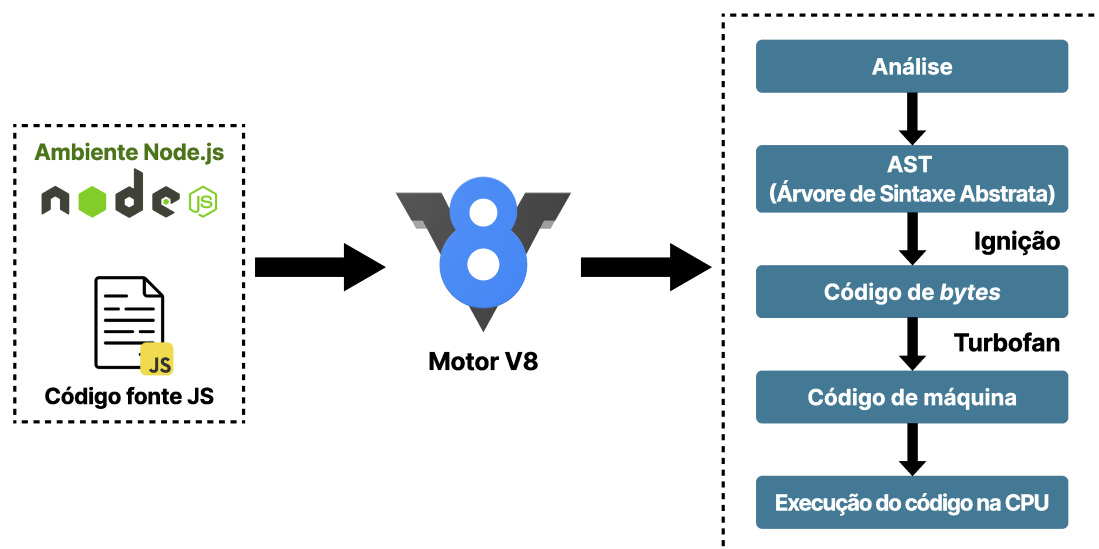 Ambiente Node.js
node
JS
JS
Código fonte JS
8
Motor V8
Análise
AST
(Árvore de Sintaxe Abstrata)
Ignição
Código de bytes
Turbofan
Código de máquina
Execução do código na CPU